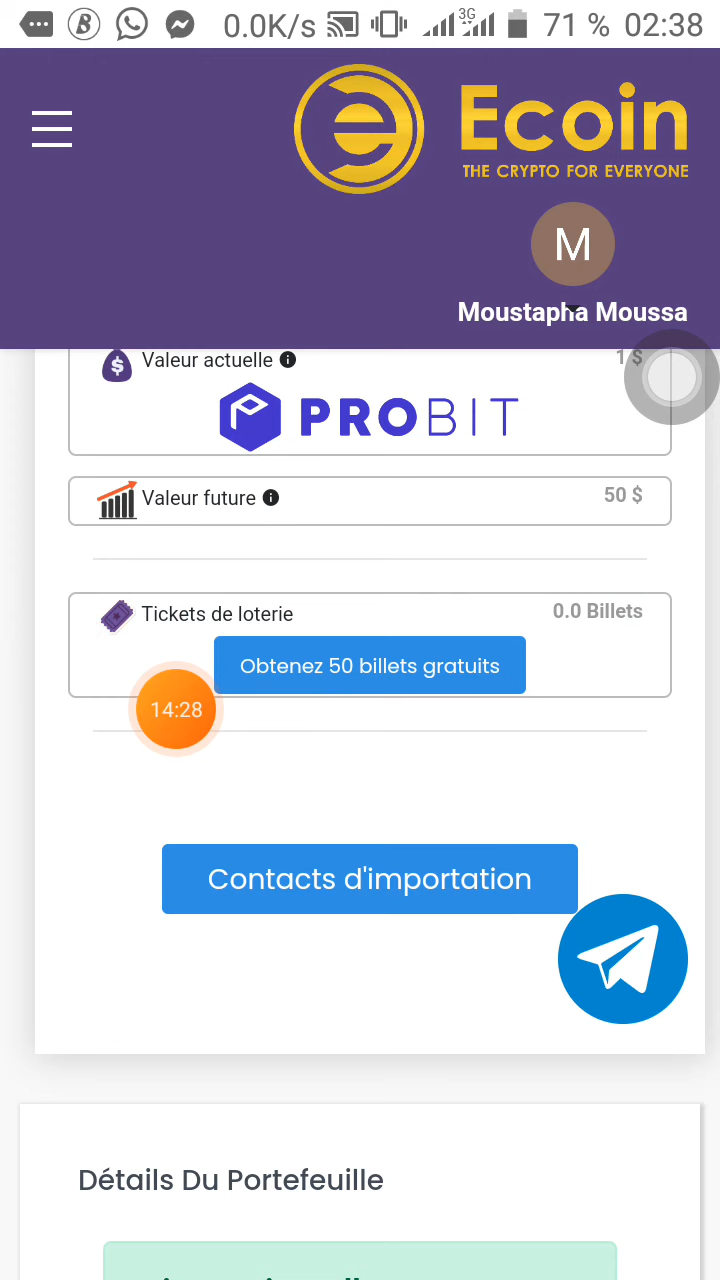 0.0K/s 3G 71 % 02:38
Ecoin
THE CRYPTO FOR EVERYONE
M
Moustapha Moussa
Valeur actuelle 1 $
PROBIT
Valeur future 50 $
Tickets de loterie 0.0 Billets
Obtenez 50 billets gratuits
14:28
Contacts d'importation
Détails Du Portefeuille